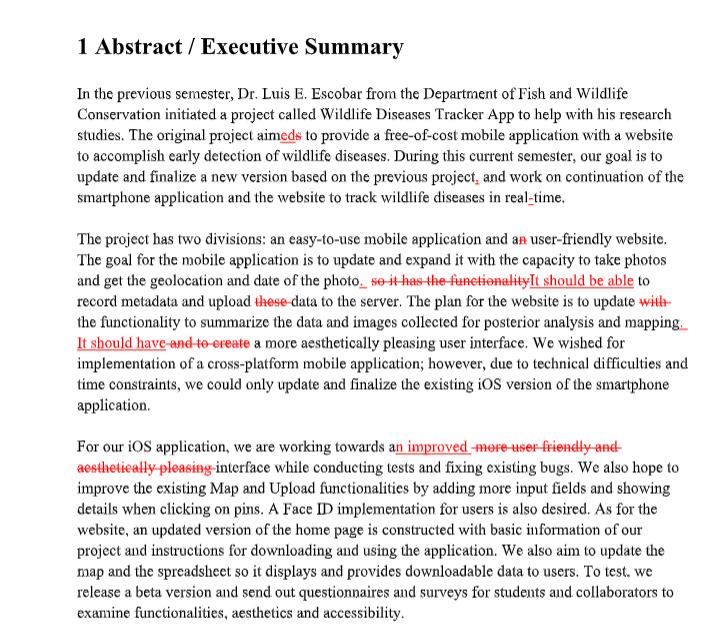 1 Abstract / Executive Summary
In the previous semester, Dr. Luis E. Escobar from the Department of Fish and Wildlife
Conservation initiated a project called Wildlife Diseases Tracker App to help with his research
studies. The original project aimeds to provide a free-of-cost mobile application with a website
to accomplish early detection of wildlife diseases. During this current semester, our goal is to
update and finalize a new version based on the previous project, and work on continuation of the
smartphone application and the website to track wildlife diseases in real-time.
The project has two divisions: an easy-to-use mobile application and an user-friendly website.
The goal for the mobile application is to update and expand it with the capacity to take photos
and get the geolocation and date of the photo. so it has the functionalityIt should be able to
record metadata and upload these data to the server. The plan for the website is to update with
the functionality to summarize the data and images collected for posterior analysis and mapping.
It should have and to create a more aesthetically pleasing user interface. We wished for
implementation of a cross-platform mobile application; however, due to technical difficulties and
time constraints, we could only update and finalize the existing iOS version of the smartphone
application.
For our iOS application, we are working towards an improved more user friendly and
aesthetically pleasing interface while conducting tests and fixing existing bugs. We also hope to
improve the existing Map and Upload functionalities by adding more input fields and showing
details when clicking on pins. A Face ID implementation for users is also desired. As for the
website, an updated version of the home page is constructed with basic information of our
project and instructions for downloading and using the application. We also aim to update the
map and the spreadsheet so it displays and provides downloadable data to users. To test, we
release a beta version and send out questionnaires and surveys for students and collaborators to
examine functionalities, aesthetics and accessibility.